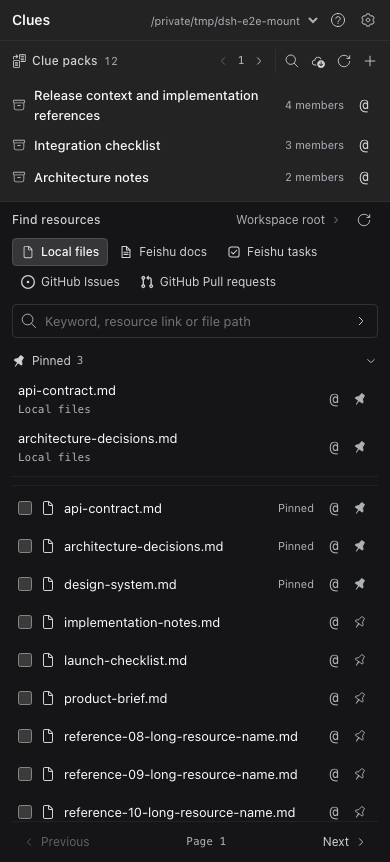 Clues
/private/tmp/dsh-e2e-mount
Clue packs 12
1
Release context and implementation
references
4 members @
Integration checklist 3 members @
Architecture notes 2 members @
Find resources Workspace root
Local files Feishu docs Feishu tasks
GitHub Issues GitHub Pull requests
Keyword, resource link or file path
Pinned 3
api-contract.md @
Local files
architecture-decisions.md @
Local files
api-contract.md Pinned @
architecture-decisions.md Pinned @
design-system.md Pinned @
implementation-notes.md @
launch-checklist.md @
product-brief.md @
reference-08-long-resource-name.md @
reference-09-long-resource-name.md @
reference-10-long-resource-name.md @
Previous Page 1 Next